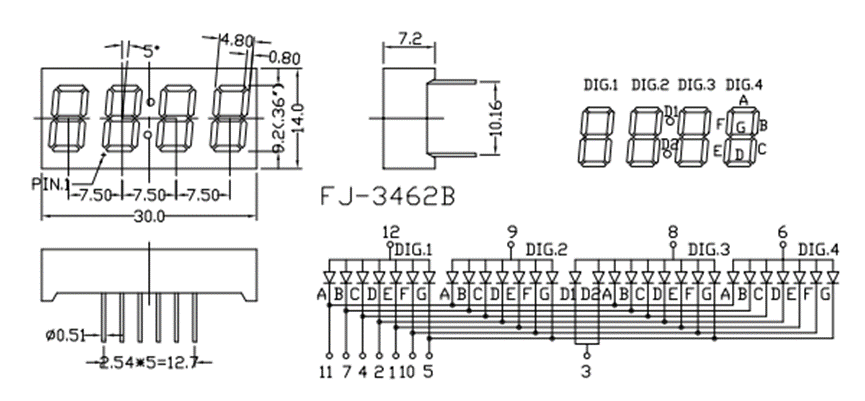 5°
4.80
0.80
9.2(.36")
14.0
PIN.1
7.50
7.50
7.50
30.0
7.2
10.16
DIG.1 DIG.2 DIG.3 DIG.4
A
D1
F G B
D2
E D C
FJ-3462B
12 9 8 6
DIG.1 DIG.2 DIG.3 DIG.4
A B C D E F G A B C D E F G D1 D2 A B C D E F G A B C D E F G
Ø0.51
2.54*5=12.7
11 7 4 2 1 10 5 3